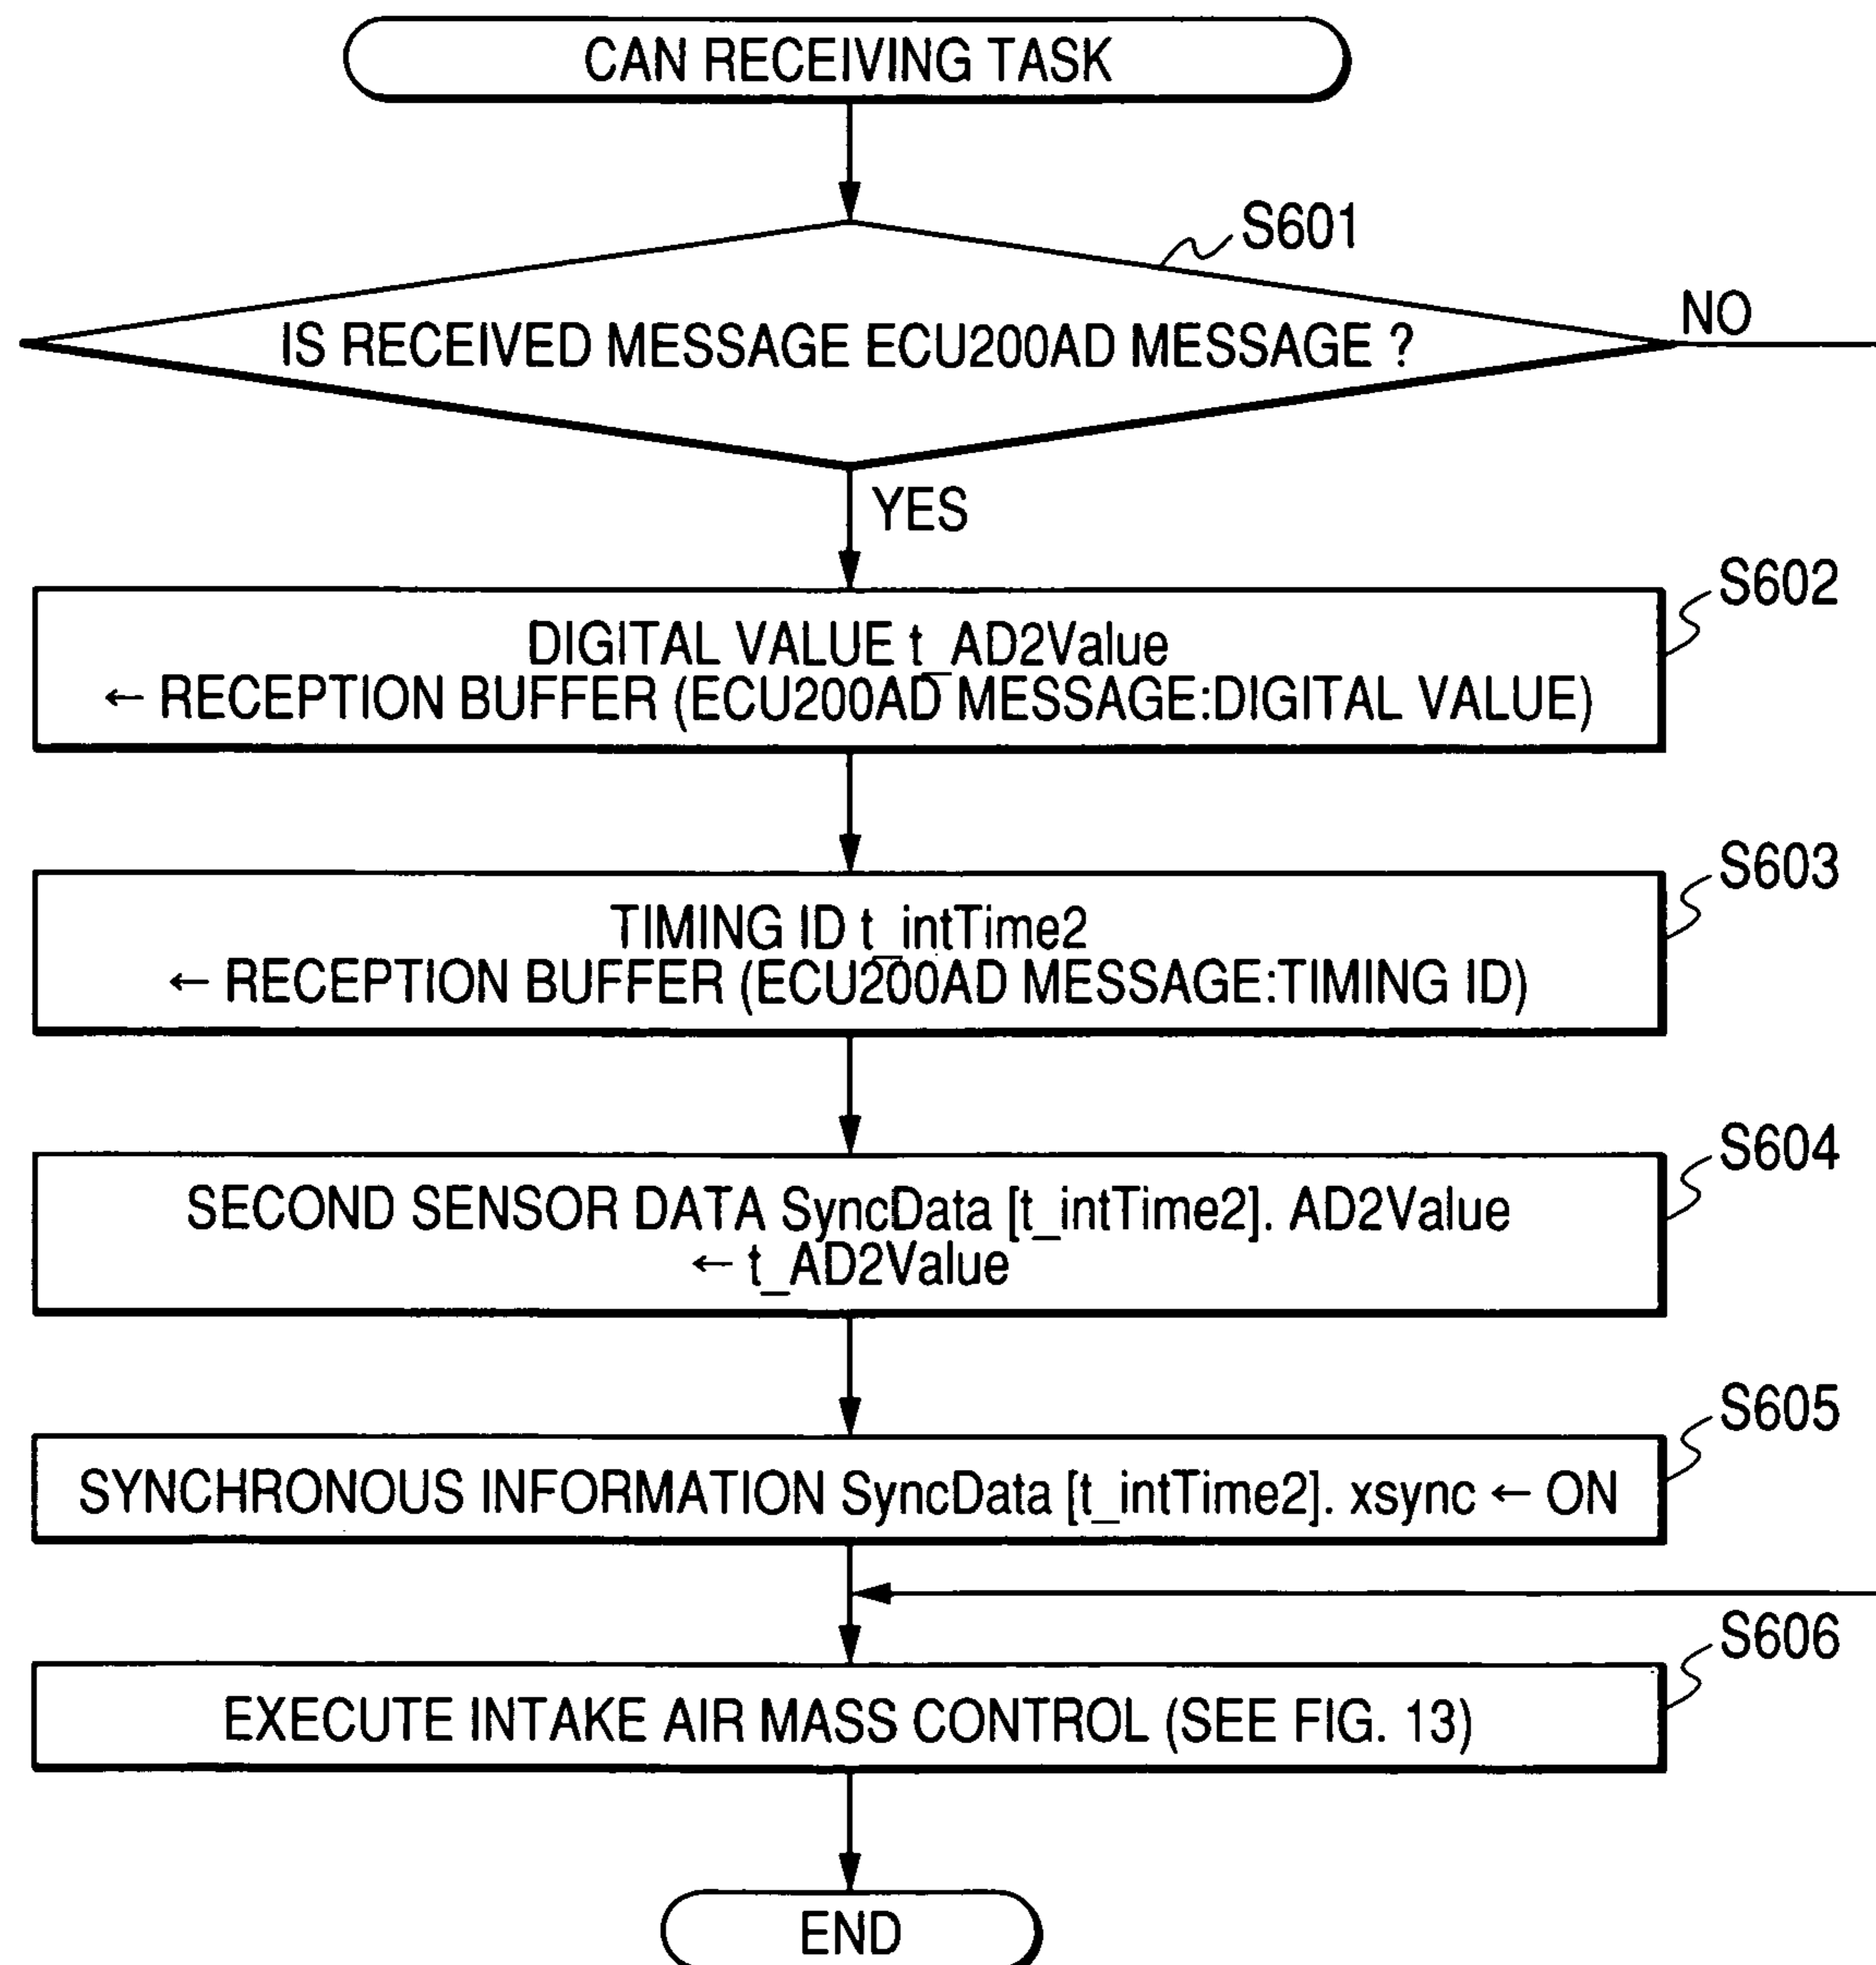 CAN RECEIVING TASK
S601
IS RECEIVED MESSAGE ECU200AD MESSAGE ?
NO
YES
S602
DIGITAL VALUE t_AD2Value
← RECEPTION BUFFER (ECU200AD MESSAGE:DIGITAL VALUE)
S603
TIMING ID t_intTime2
← RECEPTION BUFFER (ECU200AD MESSAGE:TIMING ID)
S604
SECOND SENSOR DATA SyncData [t_intTime2]. AD2Value
← t_AD2Value
S605
SYNCHRONOUS INFORMATION SyncData [t_intTime2]. xsync ← ON
S606
EXECUTE INTAKE AIR MASS CONTROL (SEE FIG. 13)
END